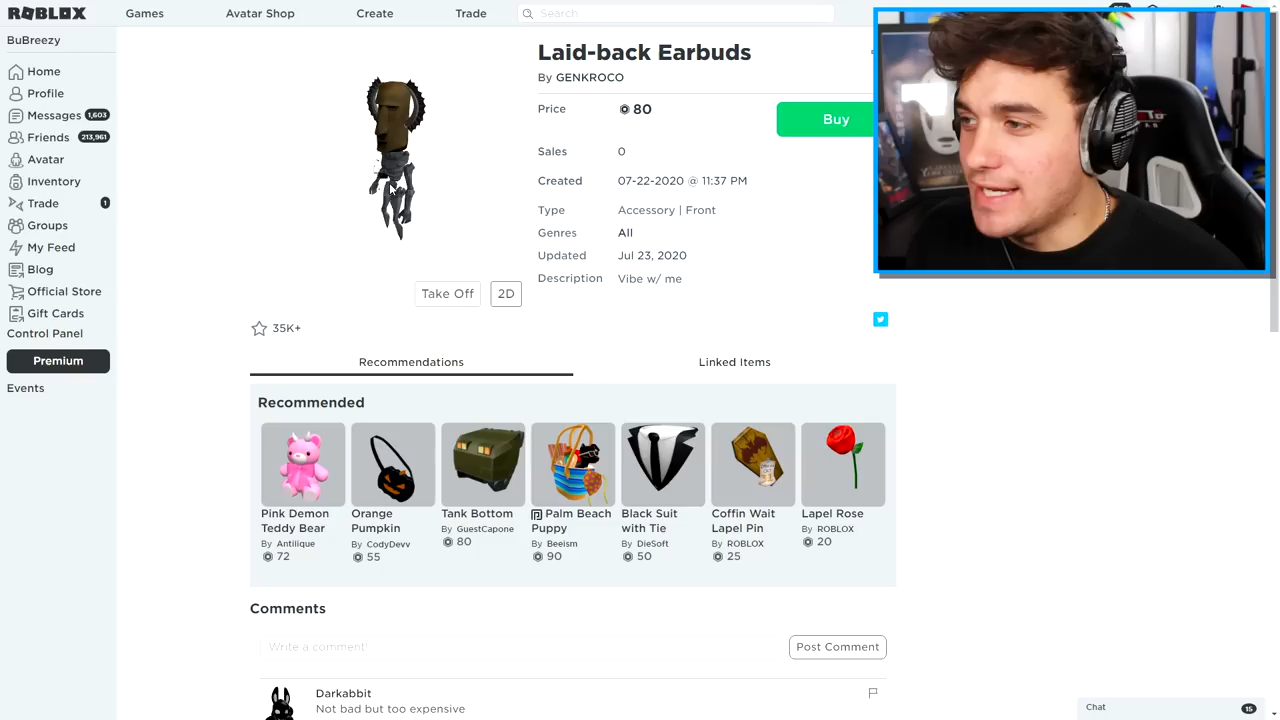 ROBLOX
Games
Avatar Shop
Create
Trade
Search
BuBreezy
Home
Profile
Messages 1,603
Friends 213,961
Avatar
Inventory
Trade 1
Groups
My Feed
Blog
Official Store
Gift Cards
Control Panel
Premium
Events
Laid-back Earbuds
By GENKROCO
Price 80
Buy
Sales 0
Created 07-22-2020 @ 11:37 PM
Type Accessory | Front
Genres All
Updated Jul 23, 2020
Description Vibe w/ me
Take Off
2D
35K+
Recommendations
Linked Items
Recommended
Pink Demon
Teddy Bear
By Antilique
72
Orange
Pumpkin
By CodyDevv
55
Tank Bottom
By GuestCapone
80
Palm Beach
Puppy
By Beeism
90
Black Suit
with Tie
By DieSoft
50
Coffin Wait
Lapel Pin
By ROBLOX
25
Lapel Rose
By ROBLOX
20
Comments
Write a comment!
Post Comment
Darkabbit
Not bad but too expensive
Chat
15